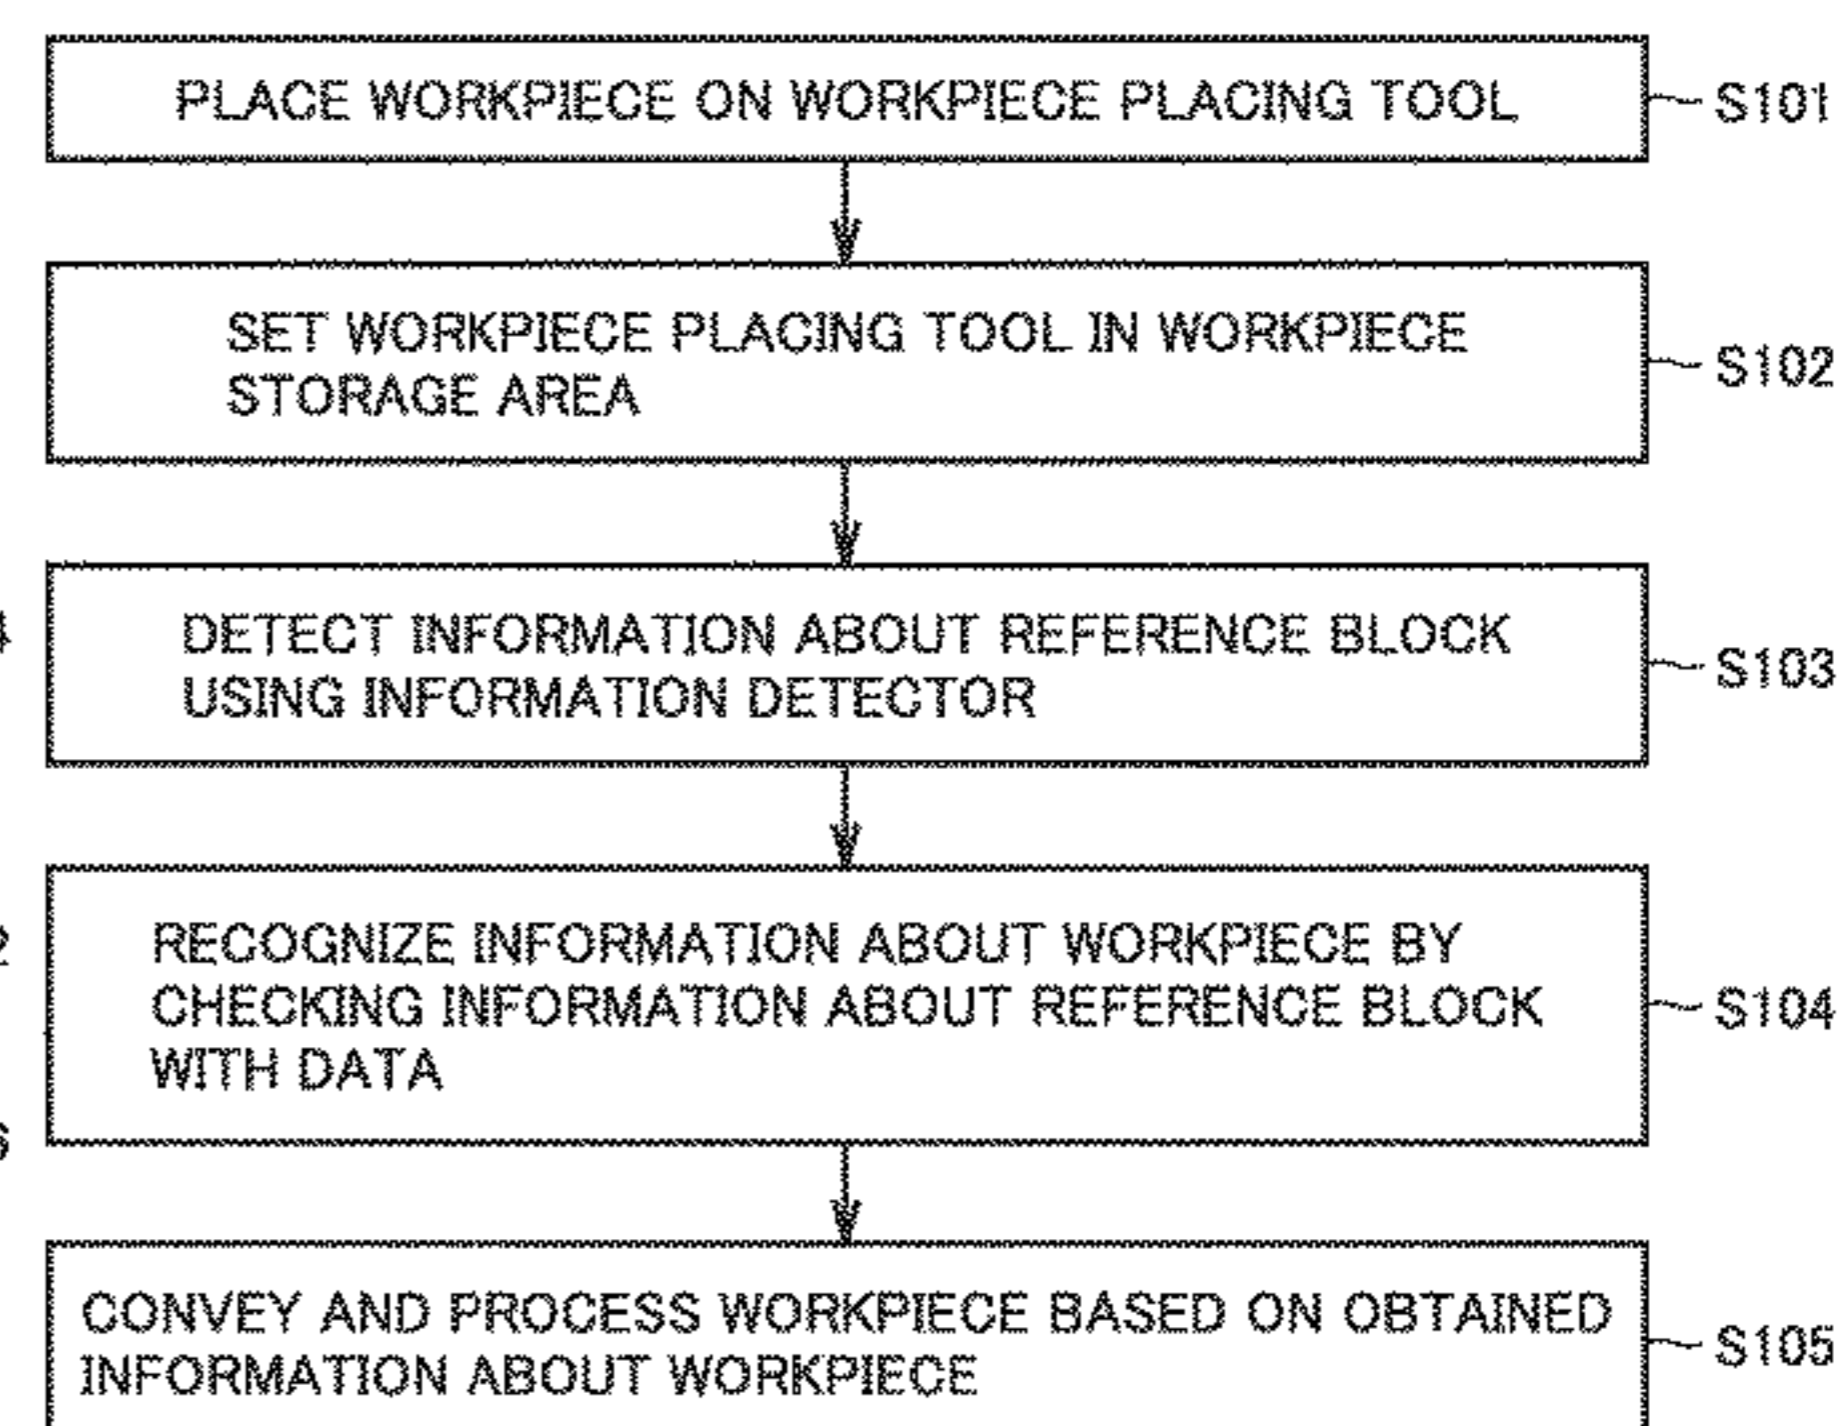 PLACE WORKPIECE ON WORKPIECE PLACING TOOL
S101
SET WORKPIECE PLACING TOOL IN WORKPIECE
STORAGE AREA
S102
DETECT INFORMATION ABOUT REFERENCE BLOCK
USING INFORMATION DETECTOR
S103
RECOGNIZE INFORMATION ABOUT WORKPIECE BY
CHECKING INFORMATION ABOUT REFERENCE BLOCK
WITH DATA
S104
CONVEY AND PROCESS WORKPIECE BASED ON OBTAINED
INFORMATION ABOUT WORKPIECE
S105